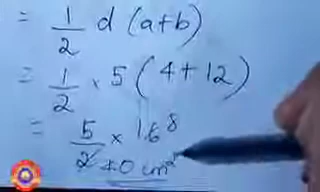 = 1/2 d (a+b)
= 1/2 × 5 (4+12)
= 5/2 × 16 8
40 cm²